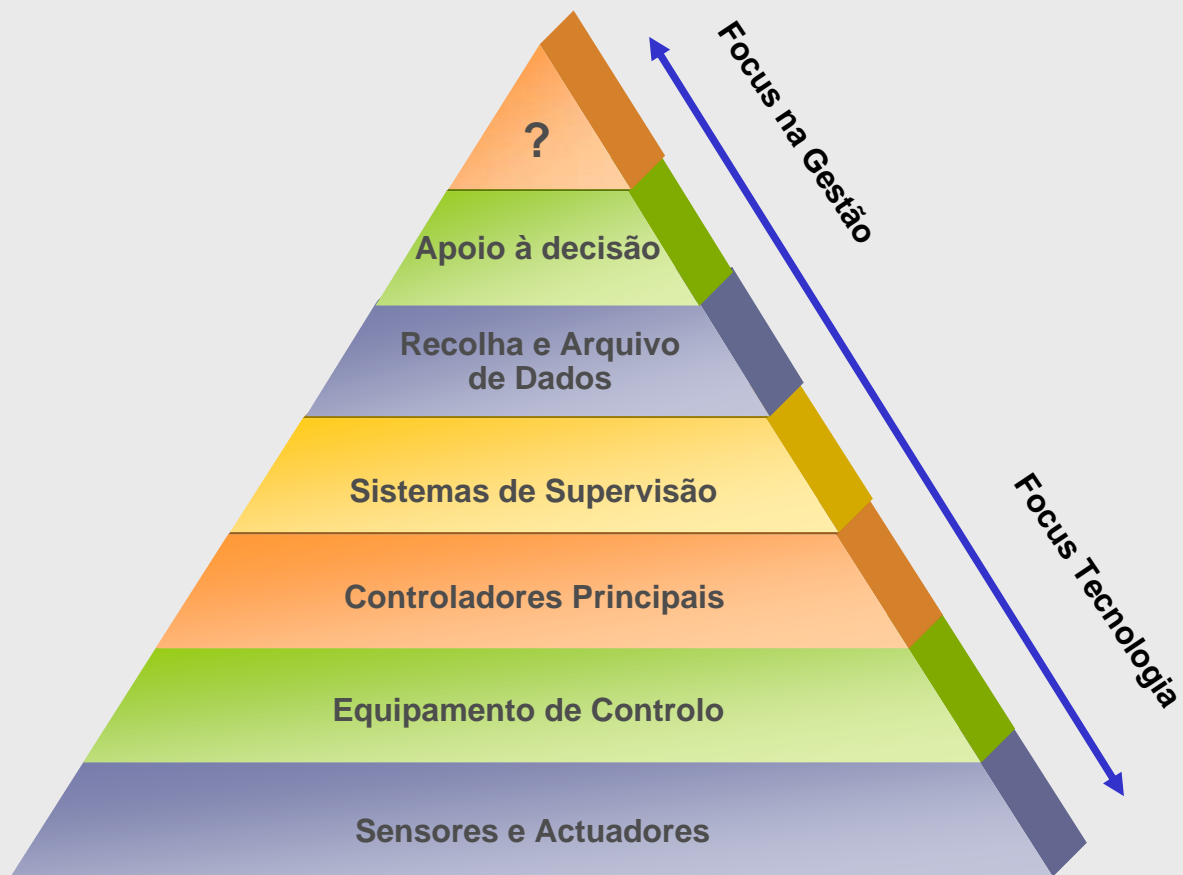 ?
Apoio à decisão
Recolha e Arquivo
de Dados
Sistemas de Supervisão
Controladores Principais
Equipamento de Controlo
Sensores e Actuadores
Focus na Gestão
Focus Tecnologia